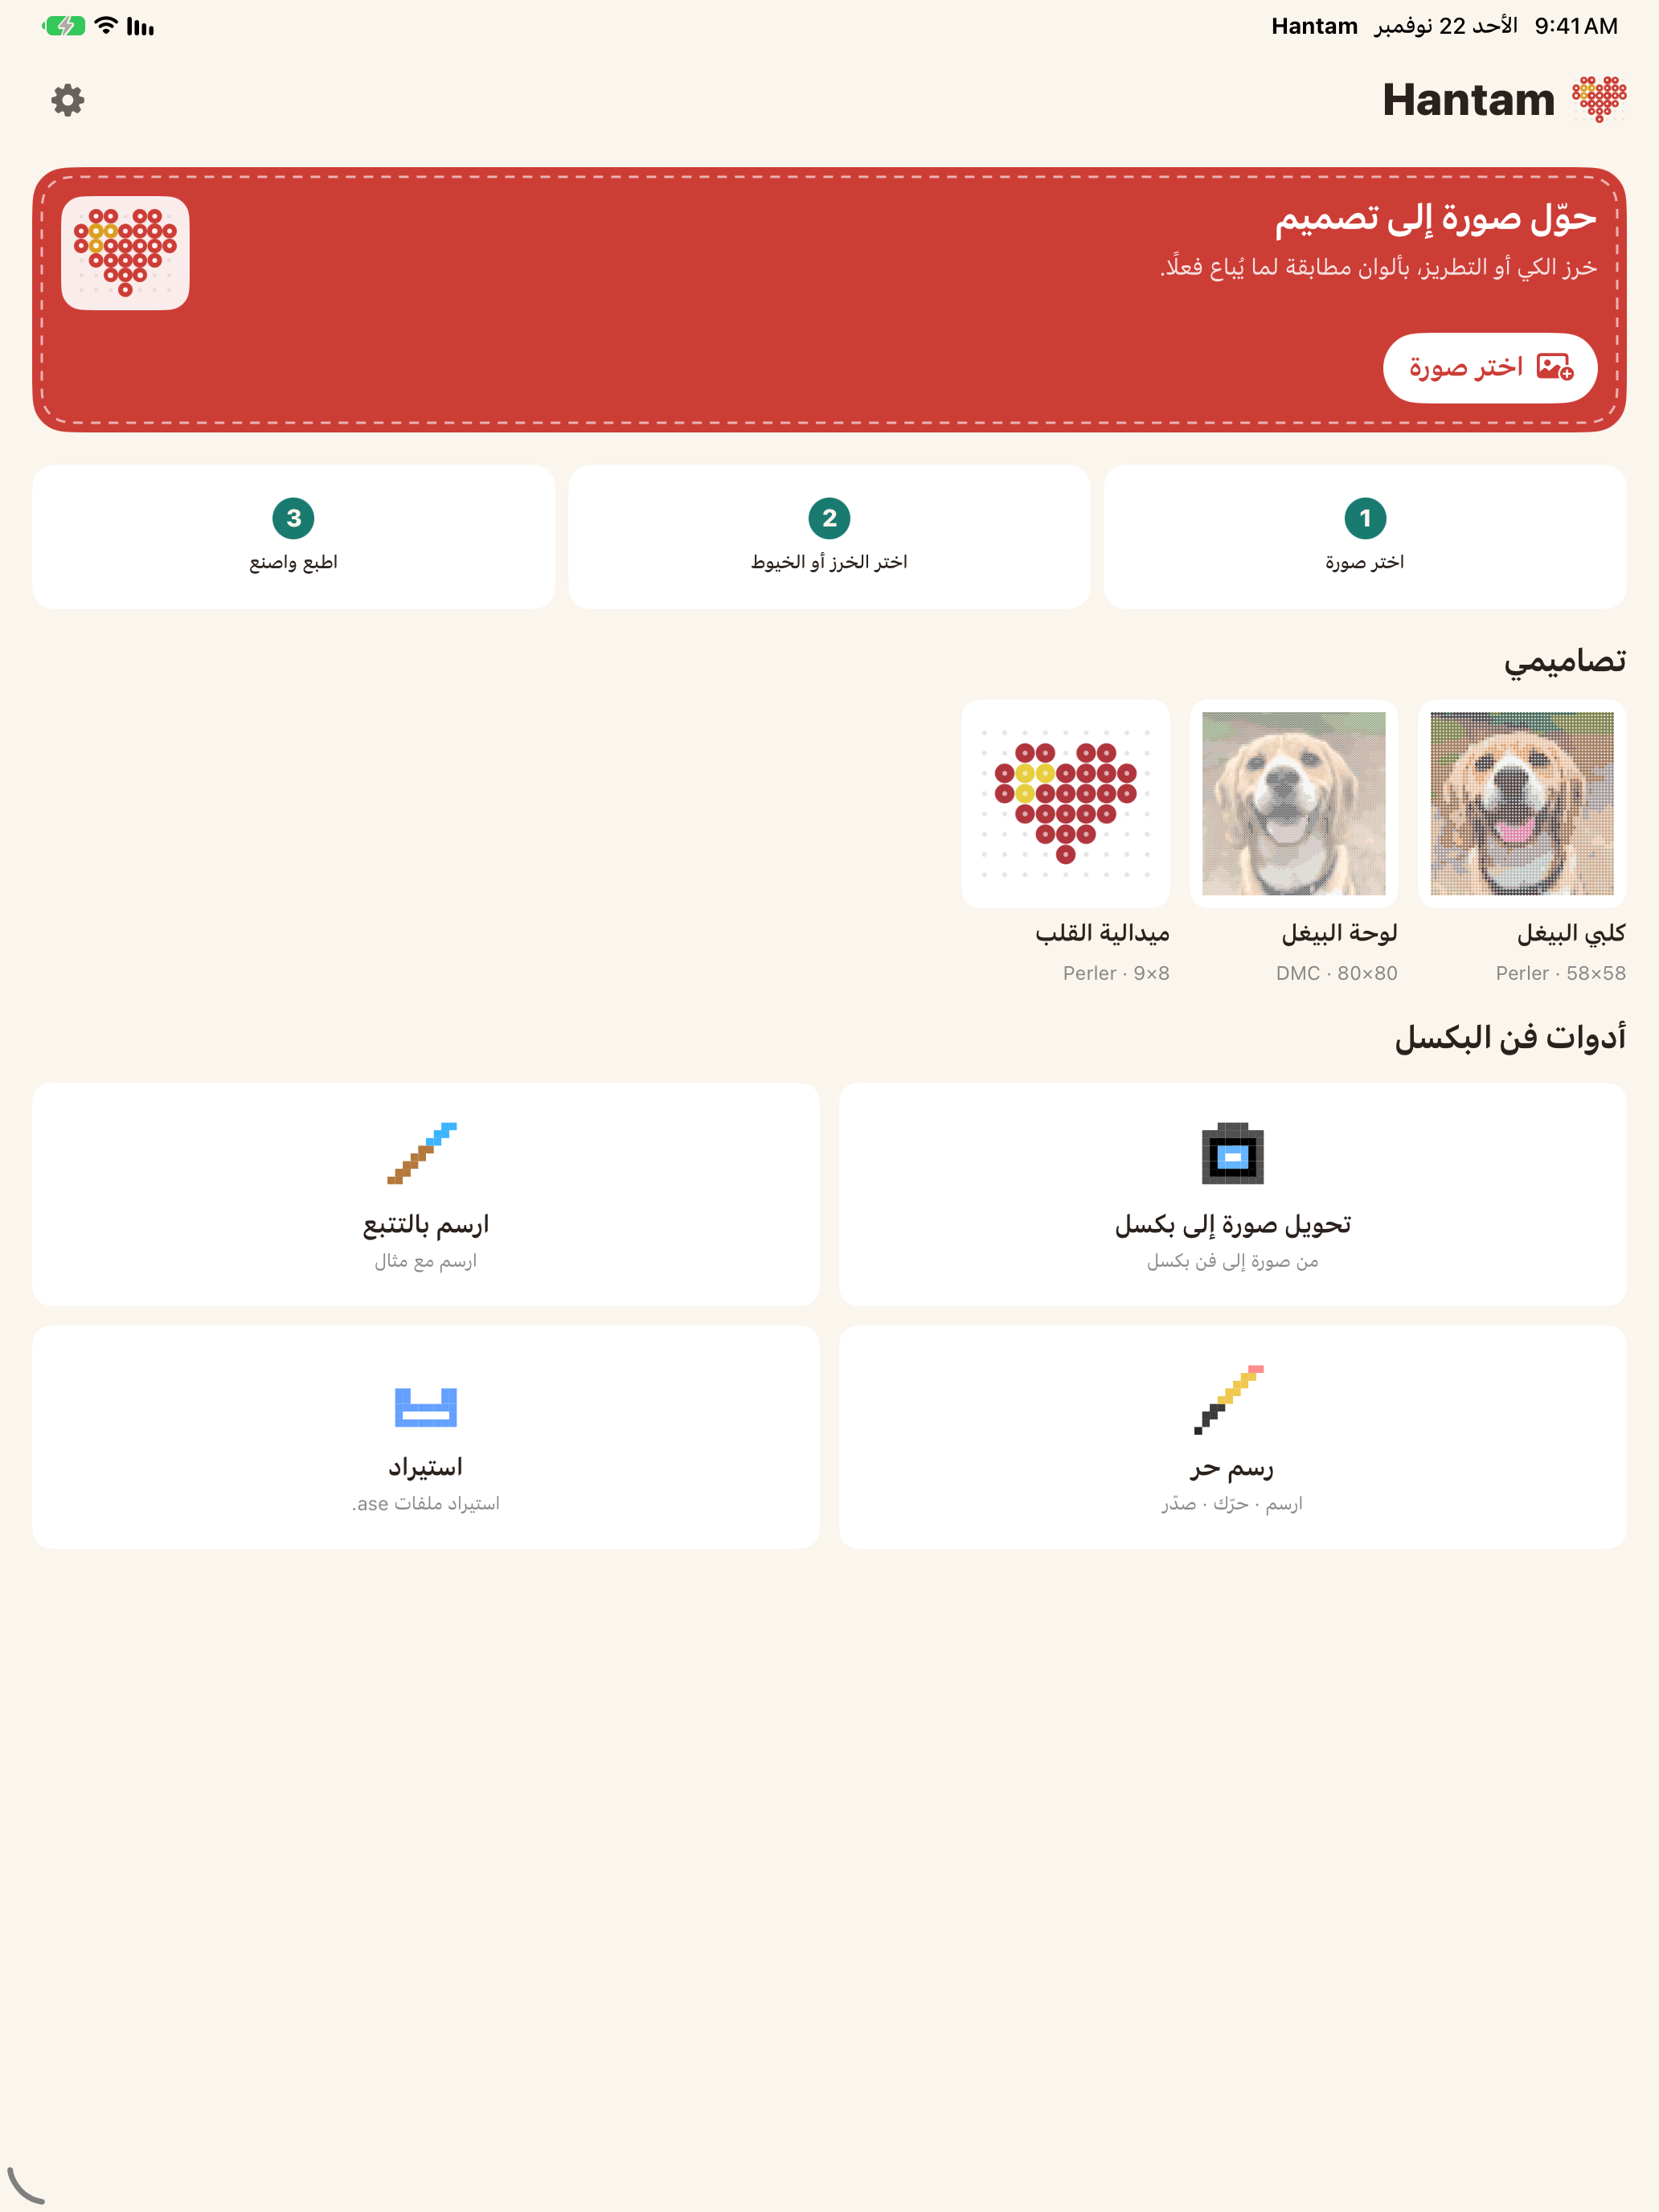 9:41 AM الأحد 22 نوفمبر Hantam
Hantam
حوّل صورة إلى تصميم
خرز الكي أو التطريز، بألوان مطابقة لما يُباع فعلًا.
اختر صورة
1
اختر صورة
2
اختر الخرز أو الخيوط
3
اطبع واصنع
تصاميمي
كلبي البيغل
Perler · 58×58
لوحة البيغل
DMC · 80×80
ميدالية القلب
Perler · 9×8
أدوات فن البكسل
تحويل صورة إلى بكسل
من صورة إلى فن بكسل
ارسم بالتتبع
ارسم مع مثال
رسم حر
ارسم · حرّك · صدّر
استيراد
استيراد ملفات ase.